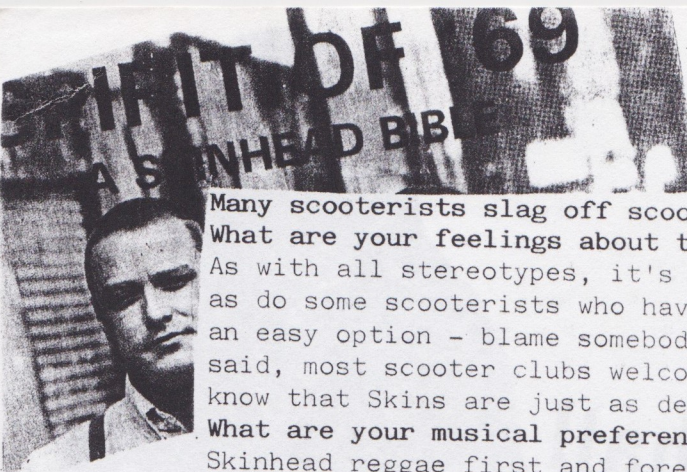 SPIRIT OF '69
A SKINHEAD BIBLE
Many scooterists slag off scoo
What are your feelings about t
As with all stereotypes, it's
as do some scooterists who hav
an easy option - blame somebod
said, most scooter clubs welco
know that Skins are just as de
What are your musical preferen
Skinhead reggae first and fore